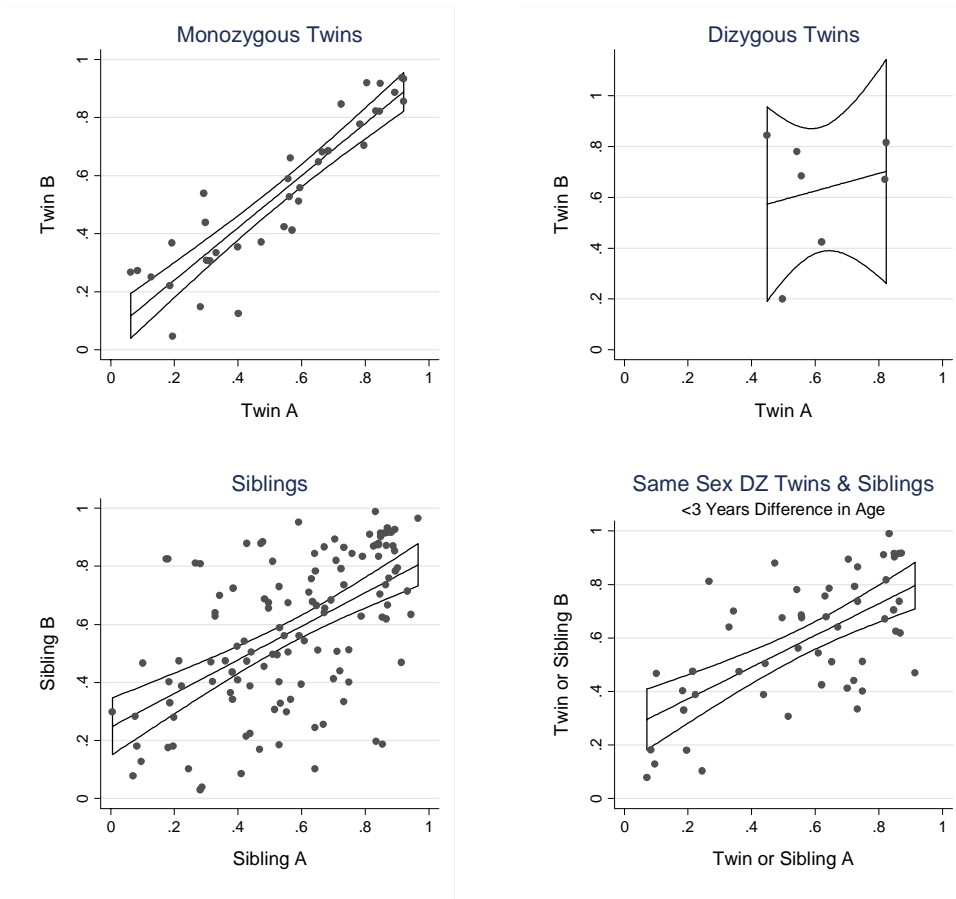 Monozygous Twins
Twin B
0
.2
.4
.6
.8
1
0 .2 .4 .6 .8 1
Twin A
Dizygous Twins
Twin B
0
.2
.4
.6
.8
1
0 .2 .4 .6 .8 1
Twin A
Siblings
Sibling B
0
.2
.4
.6
.8
1
0 .2 .4 .6 .8 1
Sibling A
Same Sex DZ Twins & Siblings
<3 Years Difference in Age
Twin or Sibling B
0
.2
.4
.6
.8
1
0 .2 .4 .6 .8 1
Twin or Sibling A